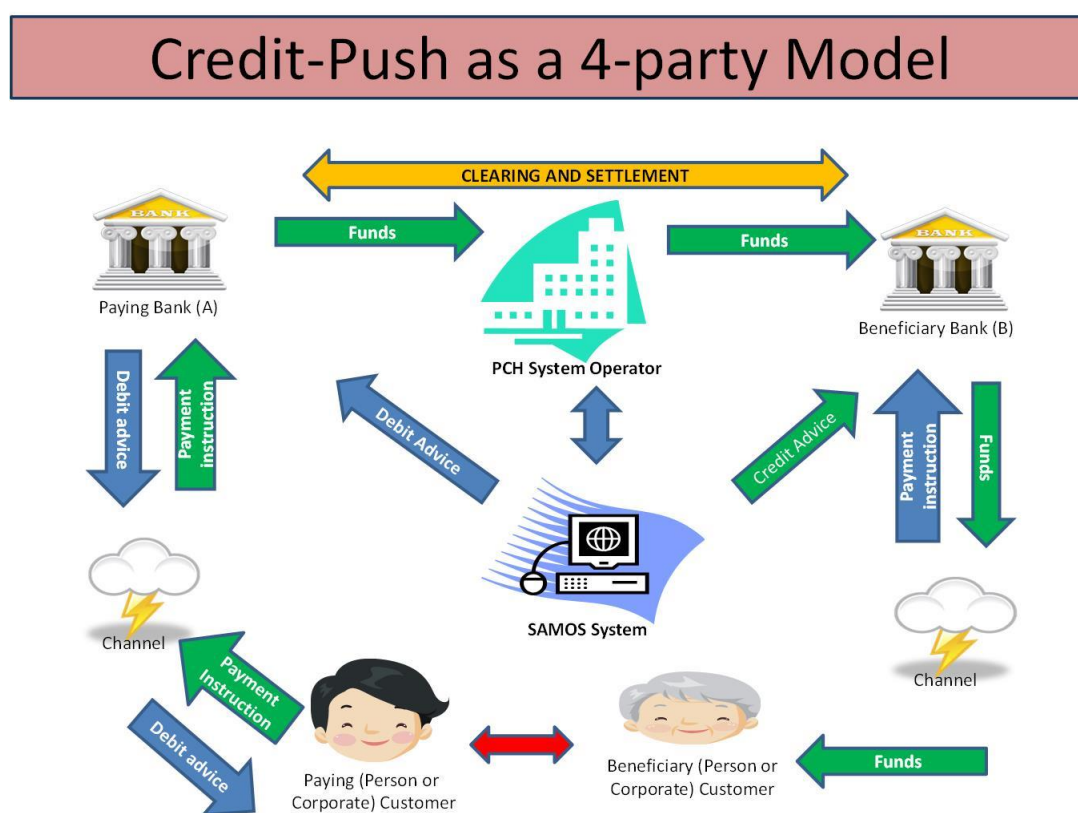 Credit-Push as a 4-party Model
CLEARING AND SETTLEMENT
BANK
Funds
Funds
BANK
Paying Bank (A)
Beneficiary Bank (B)
PCH System Operator
Debit advice
Payment
instruction
Debit Advice
Credit Advice
Payment
instruction
Funds
SAMOS System
Channel
Channel
Payment
Instruction
Debit advice
Funds
Paying (Person or
Corporate) Customer
Beneficiary (Person or
Corporate) Customer